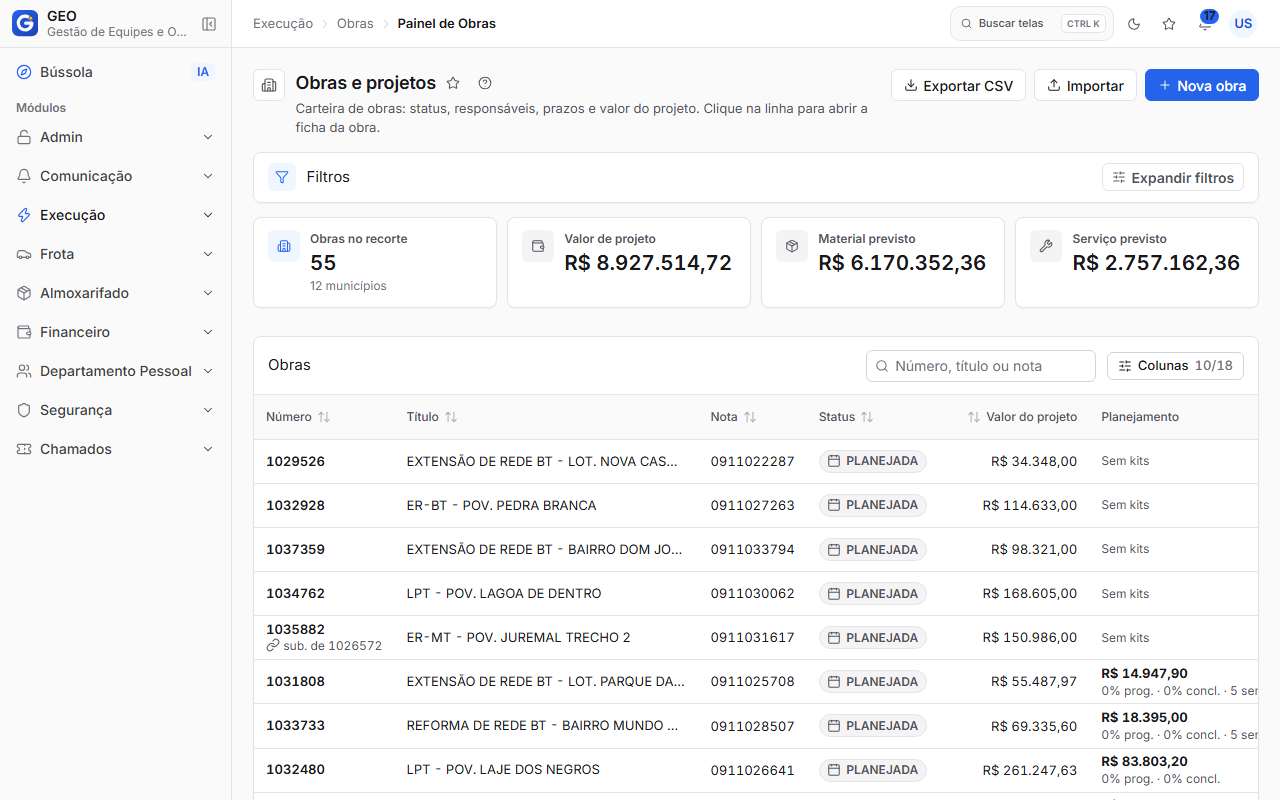 GEO
Gestão de Equipes e O...
Bússola IA
Módulos
Admin
Comunicação
Execução
Frota
Almoxarifado
Financeiro
Departamento Pessoal
Segurança
Chamados
Execução Obras Painel de Obras
Buscar telas CTRL K
17
US
Obras e projetos
Carteira de obras: status, responsáveis, prazos e valor do projeto. Clique na linha para abrir a
ficha da obra.
Exportar CSV
Importar
Nova obra
Filtros
Expandir filtros
Obras no recorte
55
12 municípios
Valor de projeto
R$ 8.927.514,72
Material previsto
R$ 6.170.352,36
Serviço previsto
R$ 2.757.162,36
Obras
Número, título ou nota
Colunas 10/18
Número Título Nota Status Valor do projeto Planejamento
1029526 EXTENSÃO DE REDE BT - LOT. NOVA CAS... 0911022287 PLANEJADA R$ 34.348,00 Sem kits
1032928 ER-BT - POV. PEDRA BRANCA 0911027263 PLANEJADA R$ 114.633,00 Sem kits
1037359 EXTENSÃO DE REDE BT - BAIRRO DOM JO... 0911033794 PLANEJADA R$ 98.321,00 Sem kits
1034762 LPT - POV. LAGOA DE DENTRO 0911030062 PLANEJADA R$ 168.605,00 Sem kits
1035882 ER-MT - POV. JUREMAL TRECHO 2 0911031617 PLANEJADA R$ 150.986,00 Sem kits
sub. de 1026572
1031808 EXTENSÃO DE REDE BT - LOT. PARQUE DA... 0911025708 PLANEJADA R$ 55.487,97 R$ 14.947,90
0% prog. · 0% concl. · 5 ser
1033733 REFORMA DE REDE BT - BAIRRO MUNDO ... 0911028507 PLANEJADA R$ 69.335,60 R$ 18.395,00
0% prog. · 0% concl. · 5 ser
1032480 LPT - POV. LAJE DOS NEGROS 0911026641 PLANEJADA R$ 261.247,63 R$ 83.803,20
0% prog. · 0% concl.